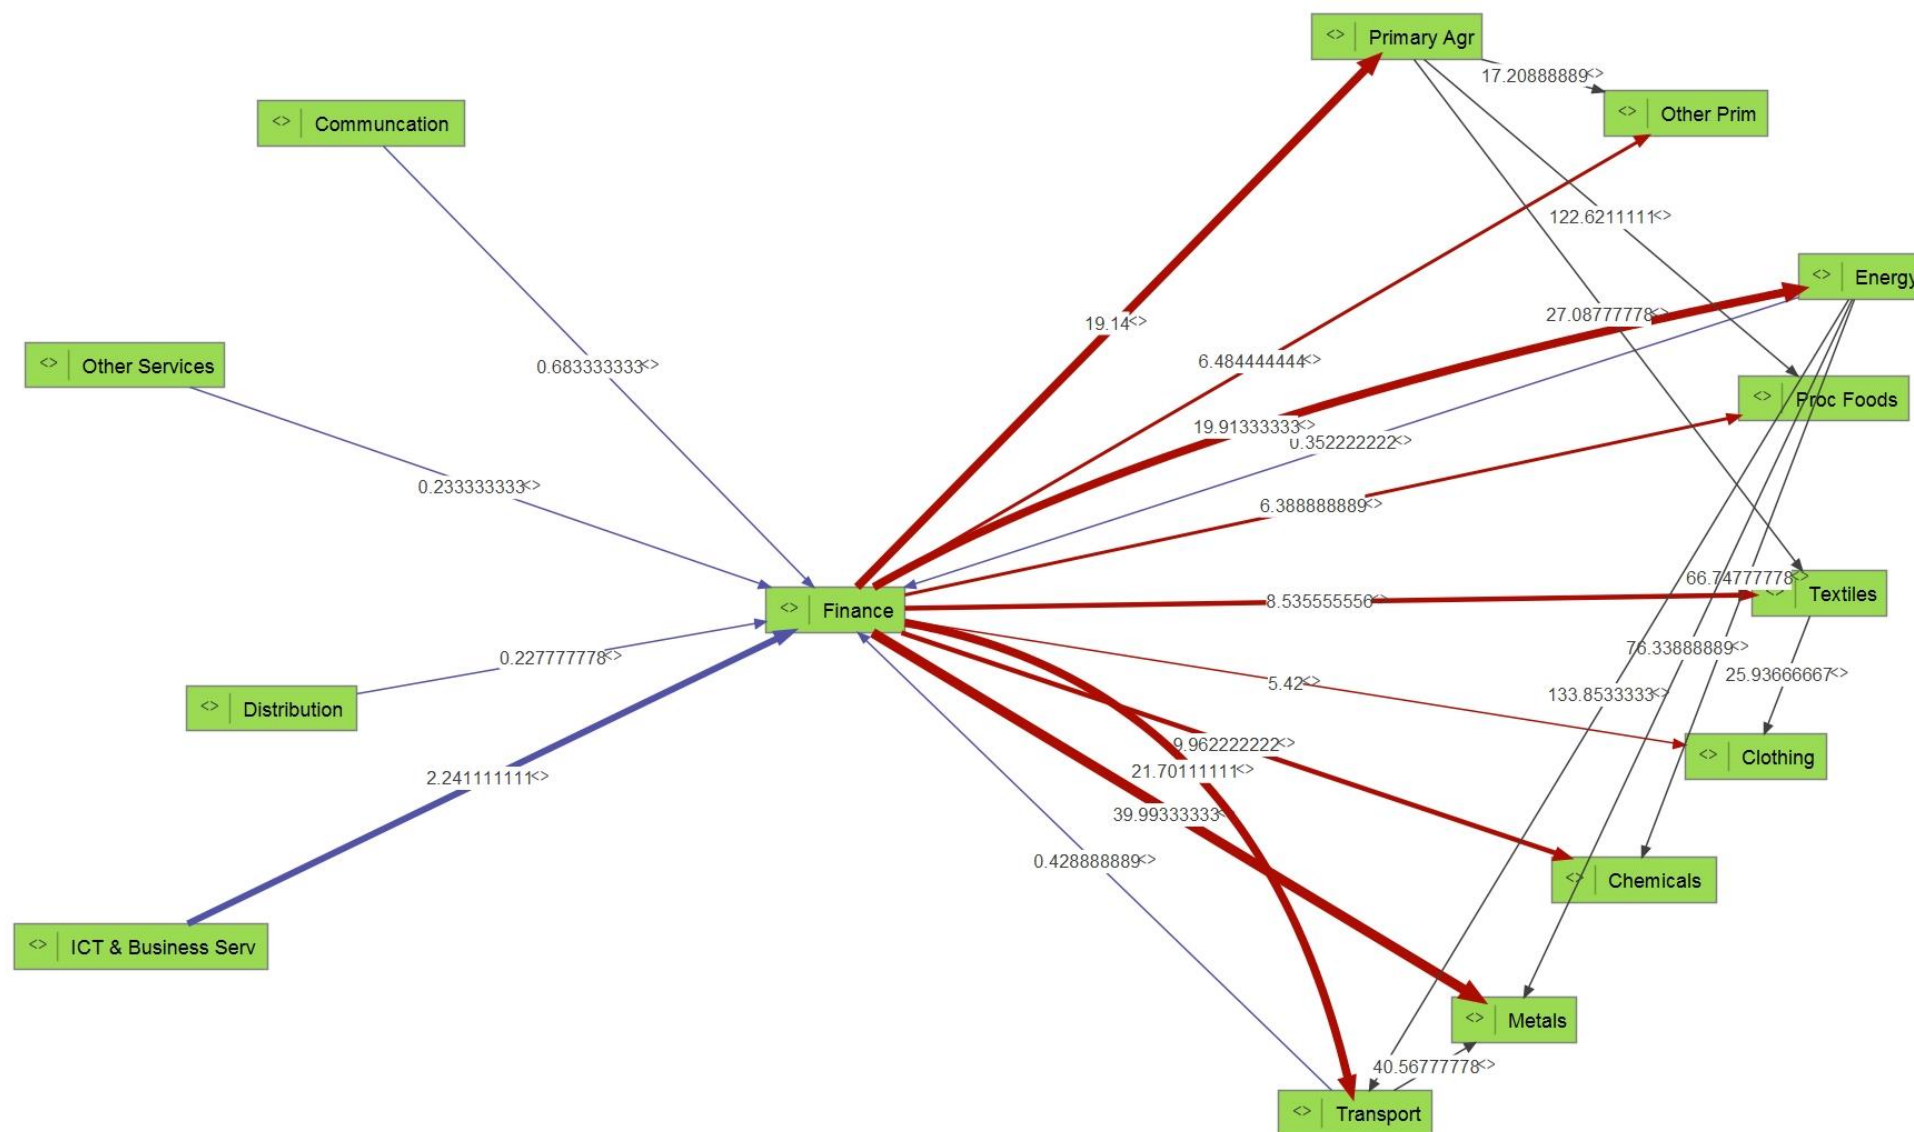 <> Primary Agr
17.20888889<>
<> Other Prim
<> Communcation
122.6211111<>
<> Energy
27.08777778<>
19.14<>
<> Other Services
0.683333333<>
6.484444444<>
<> Proc Foods
19.91333333<>
0.352222222<>
0.233333333<>
6.388888889<>
66.74777778<>
<> Textiles
8.535555556<>
<> Finance
0.227777778<>
76.33888889<>
25.93666667<>
5.42<>
133.8533333<>
<> Distribution
9.962222222<>
<> Clothing
21.70111111<>
2.241111111<>
39.99333333<
0.428888889<>
<> Chemicals
<> ICT & Business Serv
<> Metals
40.56777778<>
<> Transport